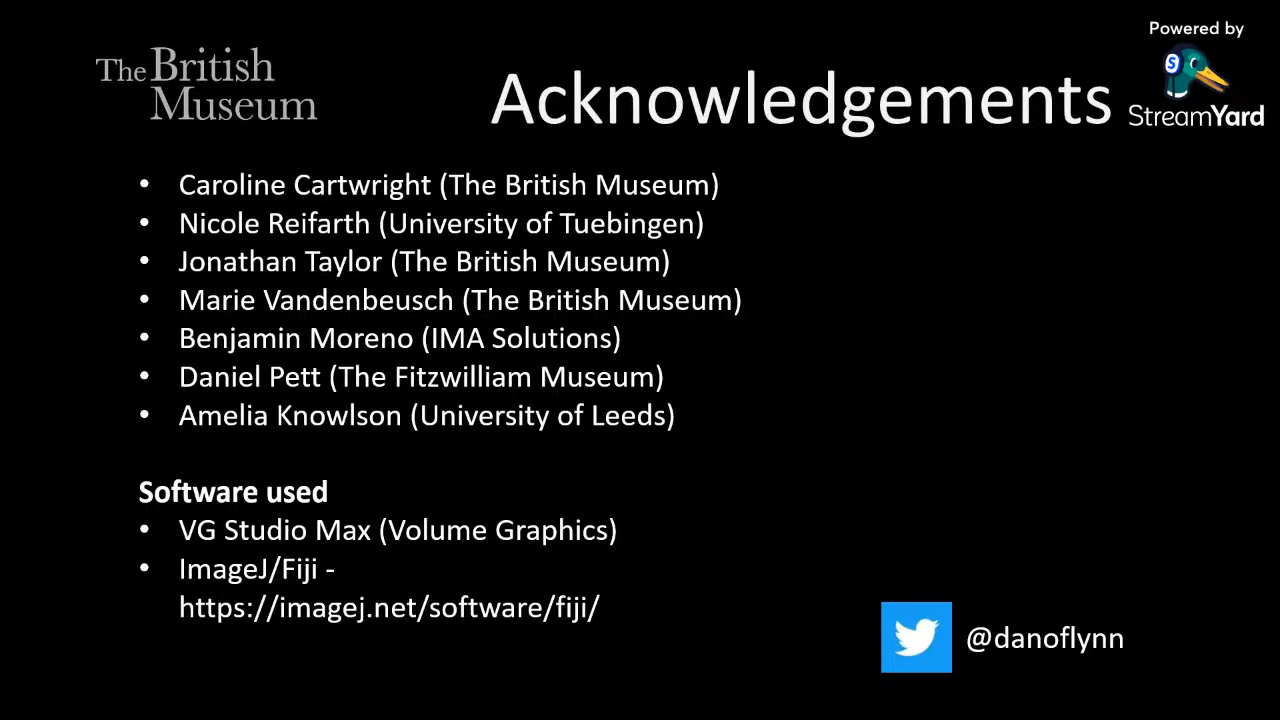 Powered by
The British
Museum
Acknowledgements
StreamYard
• Caroline Cartwright (The British Museum)
• Nicole Reifarth (University of Tuebingen)
• Jonathan Taylor (The British Museum)
• Marie Vandenbeusch (The British Museum)
• Benjamin Moreno (IMA Solutions)
• Daniel Pett (The Fitzwilliam Museum)
• Amelia Knowlson (University of Leeds)
Software used
• VG Studio Max (Volume Graphics)
• ImageJ/Fiji -
https://imagej.net/software/fiji/
@danoflynn